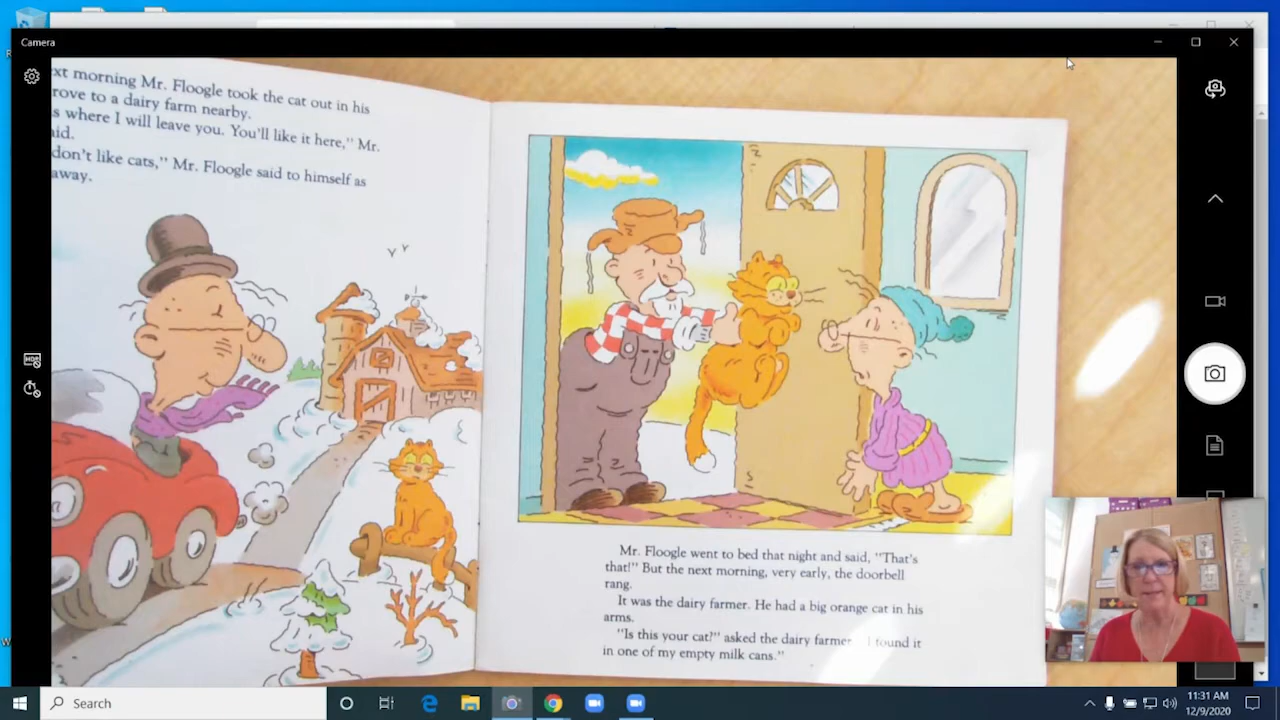 Camera
ext morning Mr. Floogle took the cat out in his
rove to a dairy farm nearby.
s where I will leave you. You'll like it here," Mr.
aid.
don't like cats," Mr. Floogle said to himself as
away.
Mr. Floogle went to bed that night and said, "That's
that!" But the next morning, very early, the doorbell
rang.
It was the dairy farmer. He had a big orange cat in his
arms.
"Is this your cat?" asked the dairy farmer I found it
in one of my empty milk cans."
Search
11:31 AM
12/9/2020